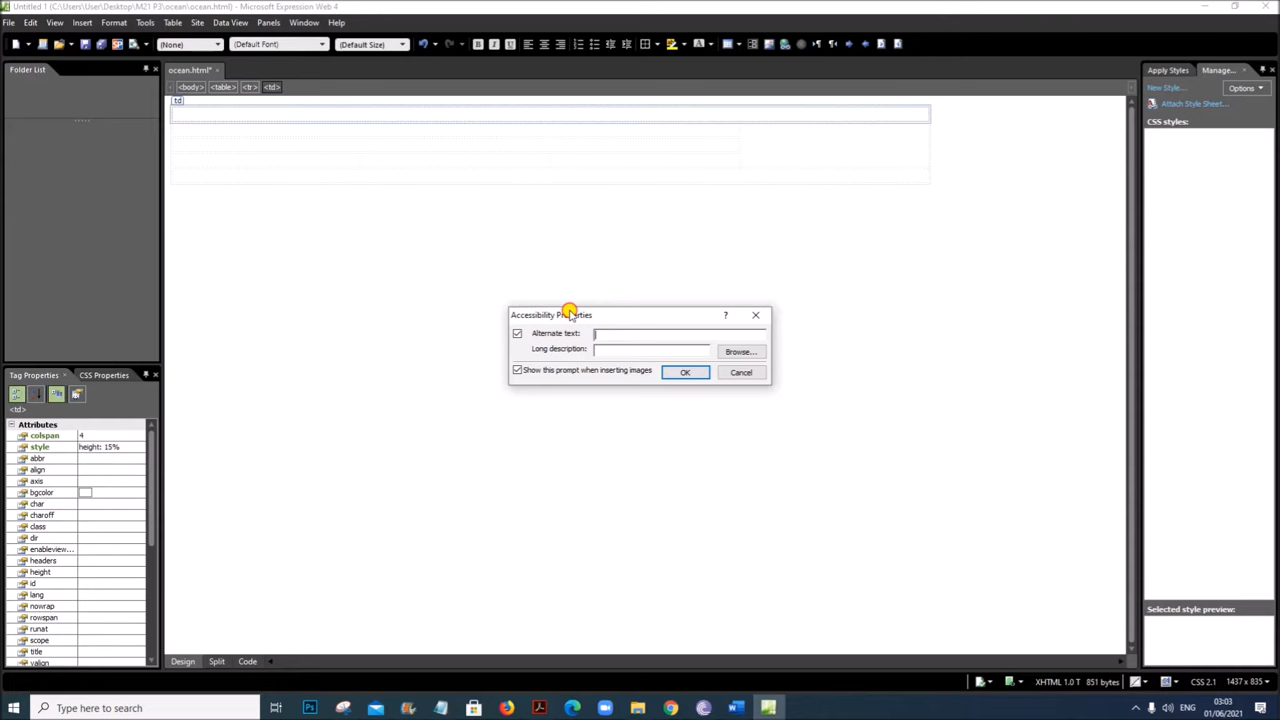 Untitled 1 (C:\Users\User\Desktop\M21 P3\ocean\ocean.html) - Microsoft Expression Web 4
File Edit View Insert Format Tools Table Site Data View Panels Window Help
(None) (Default Font) (Default Size)
Folder List
ocean.html*
<body> <table> <tr> <td>
td
Apply Styles Manage...
New Style... Options
Attach Style Sheet...
CSS styles:
Accessibility Properties
Alternate text:
Long description: Browse...
Show this prompt when inserting images OK Cancel
Tag Properties CSS Properties
<td>
Attributes
colspan 4
style height: 15%
abbr
align
axis
bgcolor
char
charoff
class
dir
enableview...
headers
height
id
lang
nowrap
rowspan
runat
scope
title
valign
Selected style preview:
Design Split Code
XHTML 1.0 T 851 bytes CSS 2.1 1437 x 835
Type here to search
ENG
03:03
01/06/2021